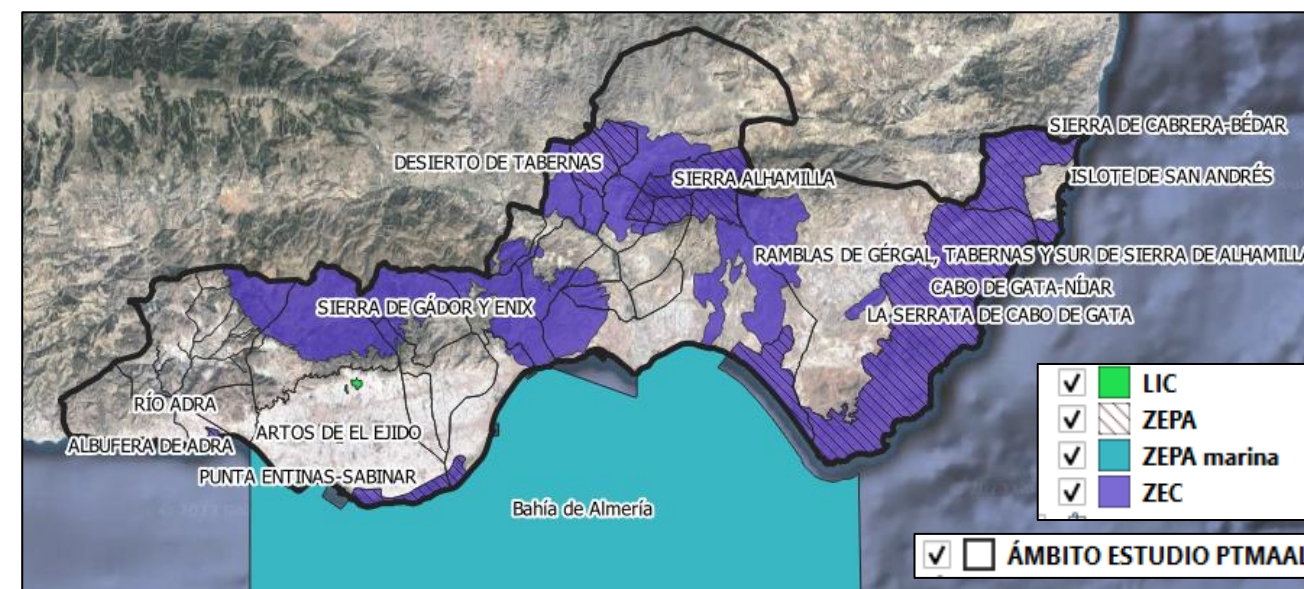 SIERRA DE CABRERA-BÉDAR
DESIERTO DE TABERNAS
SIERRA ALHAMILLA
ISLOTE DE SAN ANDRÉS
RAMBLAS DE GÉRGAL, TABERNAS Y SUR DE SIERRA DE ALHAMILLA
CABO DE GATA-NÍJAR
SIERRA DE GÁDOR Y ENIX
LA SERRATA DE CABO DE GATA
RÍO ADRA
ARTOS DE EL EJIDO
ALBUFERA DE ADRA
PUNTA ENTINAS-SABINAR
Bahía de Almería
LIC
ZEPA
ZEPA marina
ZEC
ÁMBITO ESTUDIO PTMAAL